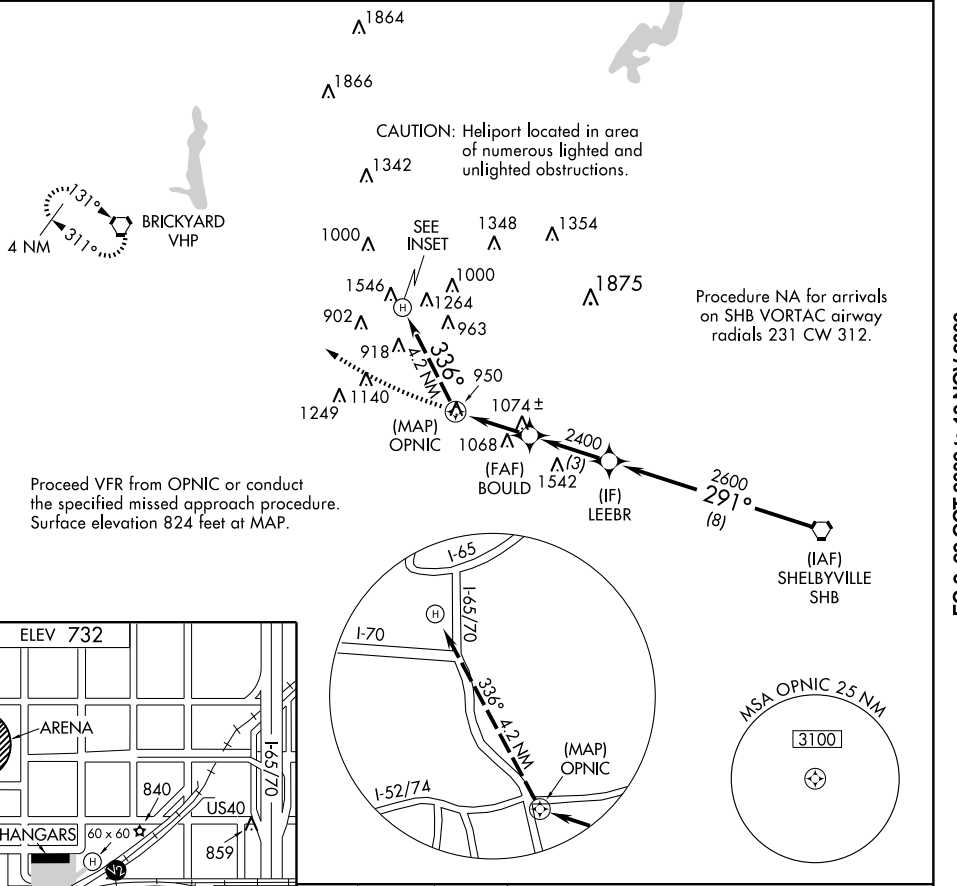 1864
1866
CAUTION: Heliport located in area
of numerous lighted and
unlighted obstructions.
1342
131°
311°
4 NM
BRICKYARD
VHP
1000
SEE
INSET
1348
1354
1546
1000
1264
1875
Procedure NA for arrivals
on SHB VORTAC airway
radials 231 CW 312.
902
963
918
336°
4.2 NM
950
1140
1249
(MAP)
OPNIC
1074±
1068
2400
(3)
(FAF)
BOULD
1542
(IF)
LEEBR
2600
291°
(8)
(IAF)
SHELBYVILLE
SHB
Proceed VFR from OPNIC or conduct
the specified missed approach procedure.
Surface elevation 824 feet at MAP.
I-65
H
I-65/70
I-70
336° 4.2 NM
(MAP)
OPNIC
I-52/74
MSA OPNIC 25 NM
3100
ELEV 732
ARENA
I-65/70
840
US40
HANGARS
60 x 60
859
H
V2
H